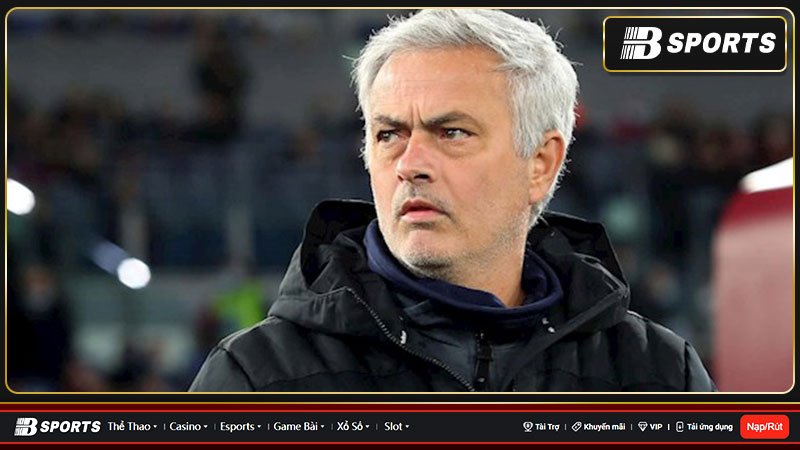 B SPORTS
B SPORTS Thể Thao Casino Esports Game Bài Xổ Số Slot Tài Trợ Khuyến mãi VIP Tải ứng dụng Nạp/Rút